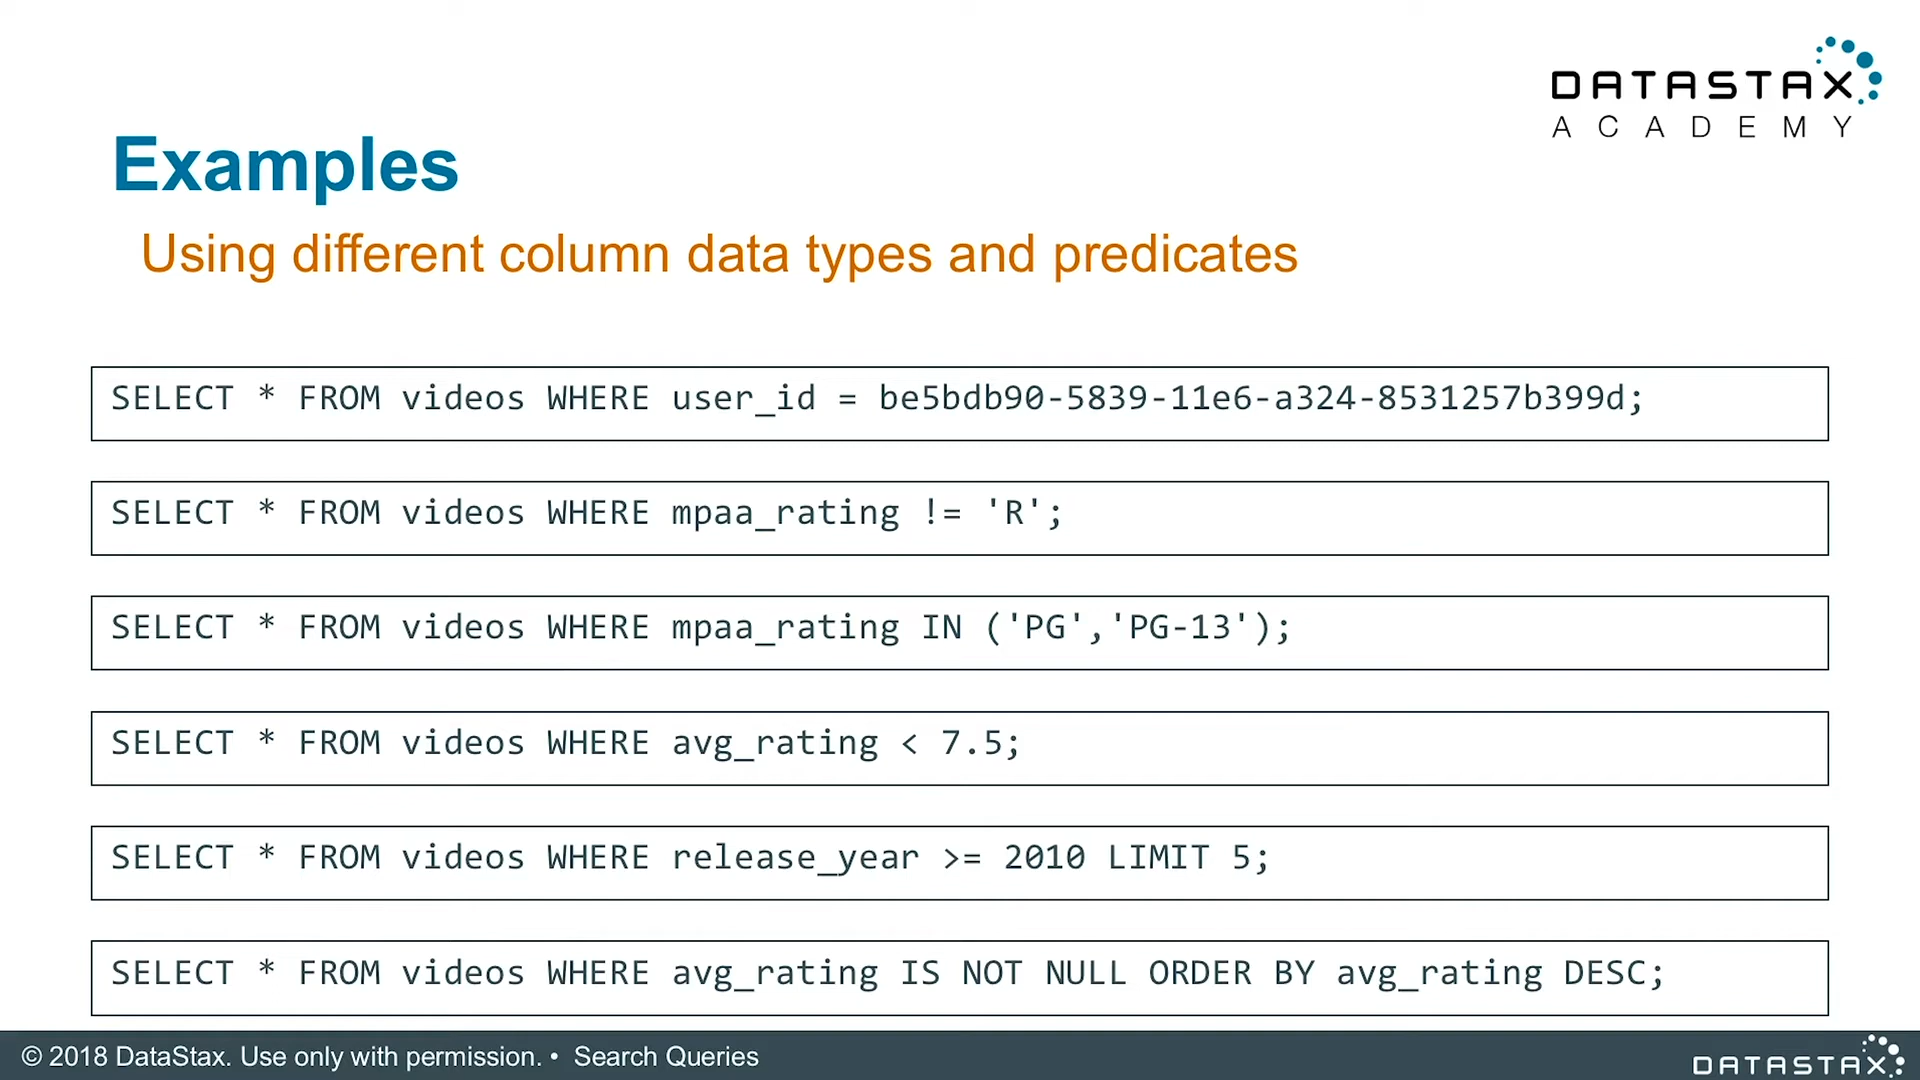 DATASTAX
ACADEMY
Examples
Using different column data types and predicates
SELECT * FROM videos WHERE user_id = be5bdb90-5839-11e6-a324-8531257b399d;
SELECT * FROM videos WHERE mpaa_rating != 'R';
SELECT * FROM videos WHERE mpaa_rating IN ('PG','PG-13');
SELECT * FROM videos WHERE avg_rating < 7.5;
SELECT * FROM videos WHERE release_year >= 2010 LIMIT 5;
SELECT * FROM videos WHERE avg_rating IS NOT NULL ORDER BY avg_rating DESC;
© 2018 DataStax. Use only with permission. • Search Queries
DATASTAX